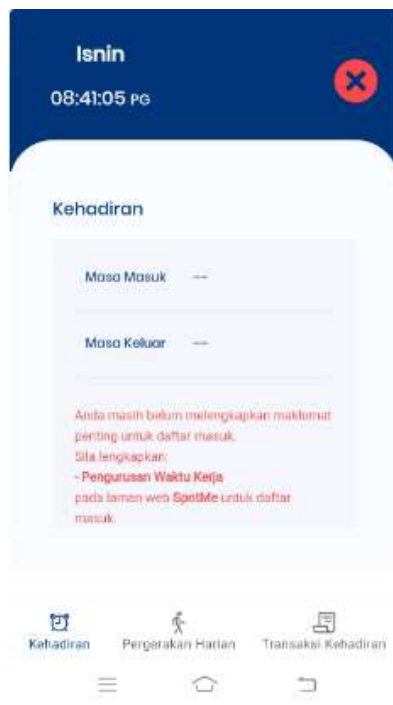 Isnin
08:41:05 PG
Kehadiran
Masa Masuk --
Masa Keluar --
Anda masih belum melengkapkan maklumat
penting untuk daftar masuk.
Sila lengkapkan:
- Pengurusan Waktu Kerja
pada laman web SpotMe untuk daftar
masuk.
Kehadiran Pergerakan Harian Transaksi Kehadiran